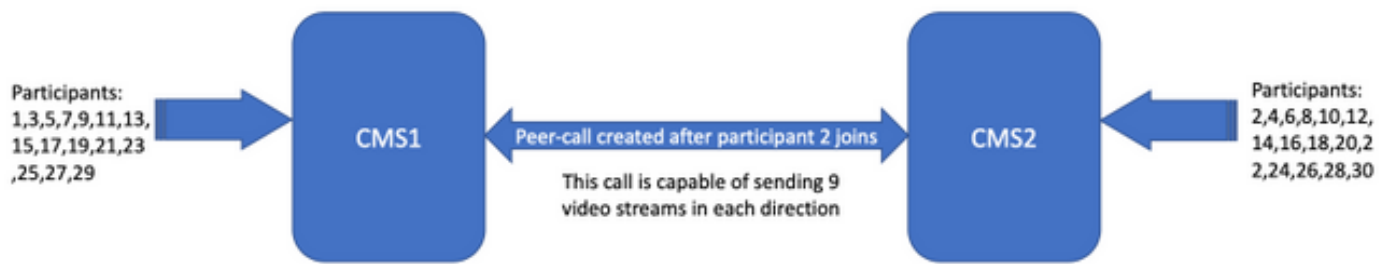 Participants:
1,3,5,7,9,11,13,
15,17,19,21,23
,25,27,29
CMS1
Peer-call created after participant 2 joins
This call is capable of sending 9
video streams in each direction
CMS2
Participants:
2,4,6,8,10,12,
14,16,18,20,2
2,24,26,28,30